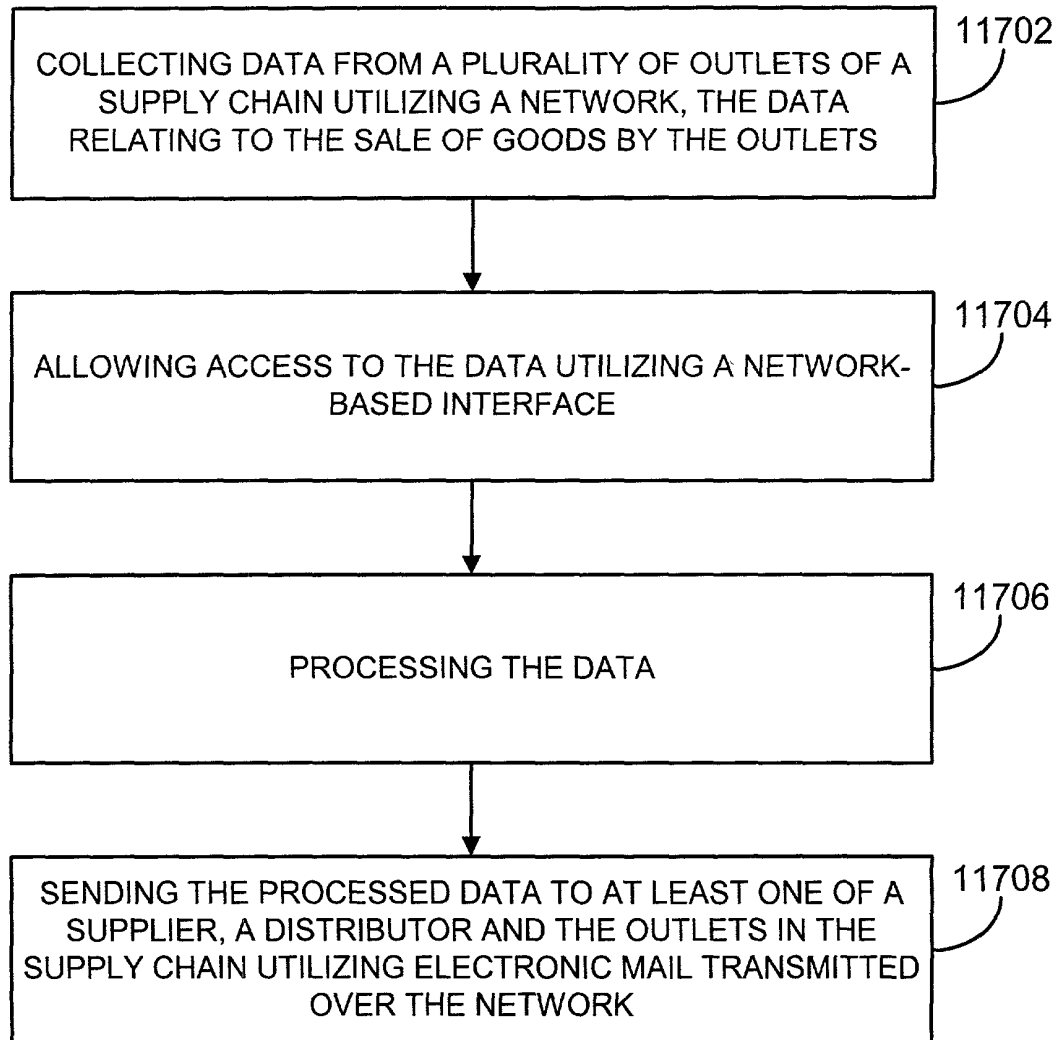 11702
COLLECTING DATA FROM A PLURALITY OF OUTLETS OF A
SUPPLY CHAIN UTILIZING A NETWORK, THE DATA
RELATING TO THE SALE OF GOODS BY THE OUTLETS
11704
ALLOWING ACCESS TO THE DATA UTILIZING A NETWORK-
BASED INTERFACE
11706
PROCESSING THE DATA
11708
SENDING THE PROCESSED DATA TO AT LEAST ONE OF A
SUPPLIER, A DISTRIBUTOR AND THE OUTLETS IN THE
SUPPLY CHAIN UTILIZING ELECTRONIC MAIL TRANSMITTED
OVER THE NETWORK